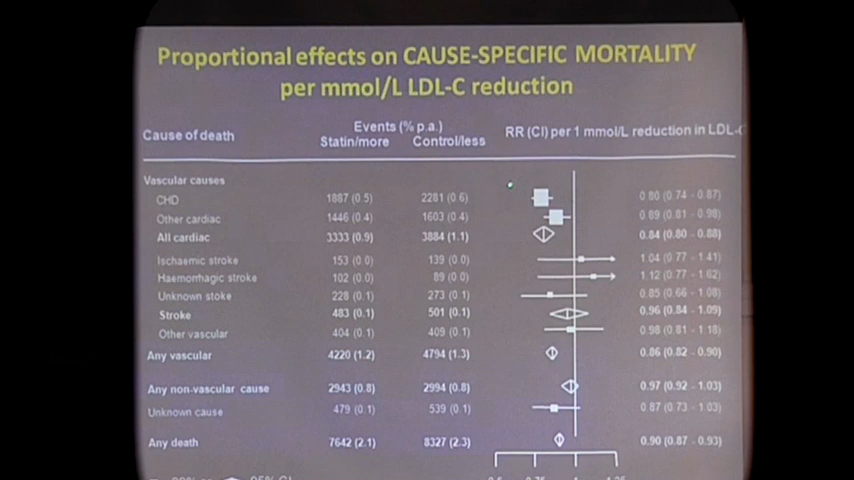 Proportional effects on CAUSE-SPECIFIC MORTALITY
per mmol/L LDL-C reduction
Events (% p.a.)
Cause of death Statin/more Control/less RR (CI) per 1 mmol/L reduction in LDL-C
Vascular causes
CHD 1887 (0.5) 2281 (0.6) 0.80 (0.74 - 0.87)
Other cardiac 1446 (0.4) 1603 (0.4) 0.89 (0.81 - 0.98)
All cardiac 3333 (0.9) 3884 (1.1) 0.84 (0.80 - 0.88)
Ischaemic stroke 153 (0.0) 139 (0.0) 1.04 (0.77 - 1.41)
Haemorrhagic stroke 102 (0.0) 89 (0.0) 1.12 (0.77 - 1.62)
Unknown stoke 228 (0.1) 273 (0.1) 0.85 (0.66 - 1.08)
Stroke 483 (0.1) 501 (0.1) 0.96 (0.84 - 1.09)
Other vascular 404 (0.1) 409 (0.1) 0.98 (0.81 - 1.18)
Any vascular 4220 (1.2) 4794 (1.3) 0.86 (0.82 - 0.90)
Any non-vascular cause 2943 (0.8) 2994 (0.8) 0.97 (0.92 - 1.03)
Unknown cause 479 (0.1) 539 (0.1) 0.87 (0.73 - 1.03)
Any death 7642 (2.1) 8327 (2.3) 0.90 (0.87 - 0.93)